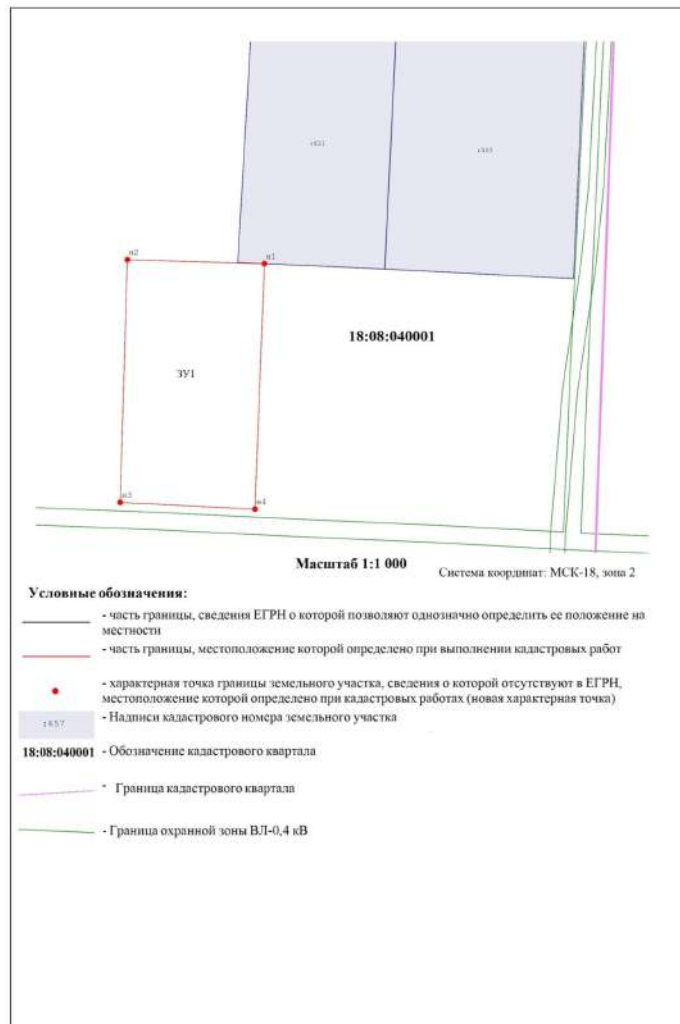 н2
н1
18:08:040001
ЗУ1
н3
н4
Масштаб 1:1 000
Система координат: МСК-18, зона 2
Условные обозначения:
- часть границы, сведения ЕГРН о которой позволяют однозначно определить ее положение на
местности
- часть границы, местоположение которой определено при выполнении кадастровых работ
- характерная точка границы земельного участка, сведения о которой отсутствуют в ЕГРН,
местоположение которой определено при кадастровых работах (новая характерная точка)
:657 - Надписи кадастрового номера земельного участка
18:08:040001 - Обозначение кадастрового квартала
- Граница кадастрового квартала
- Граница охранной зоны ВЛ-0,4 кВ